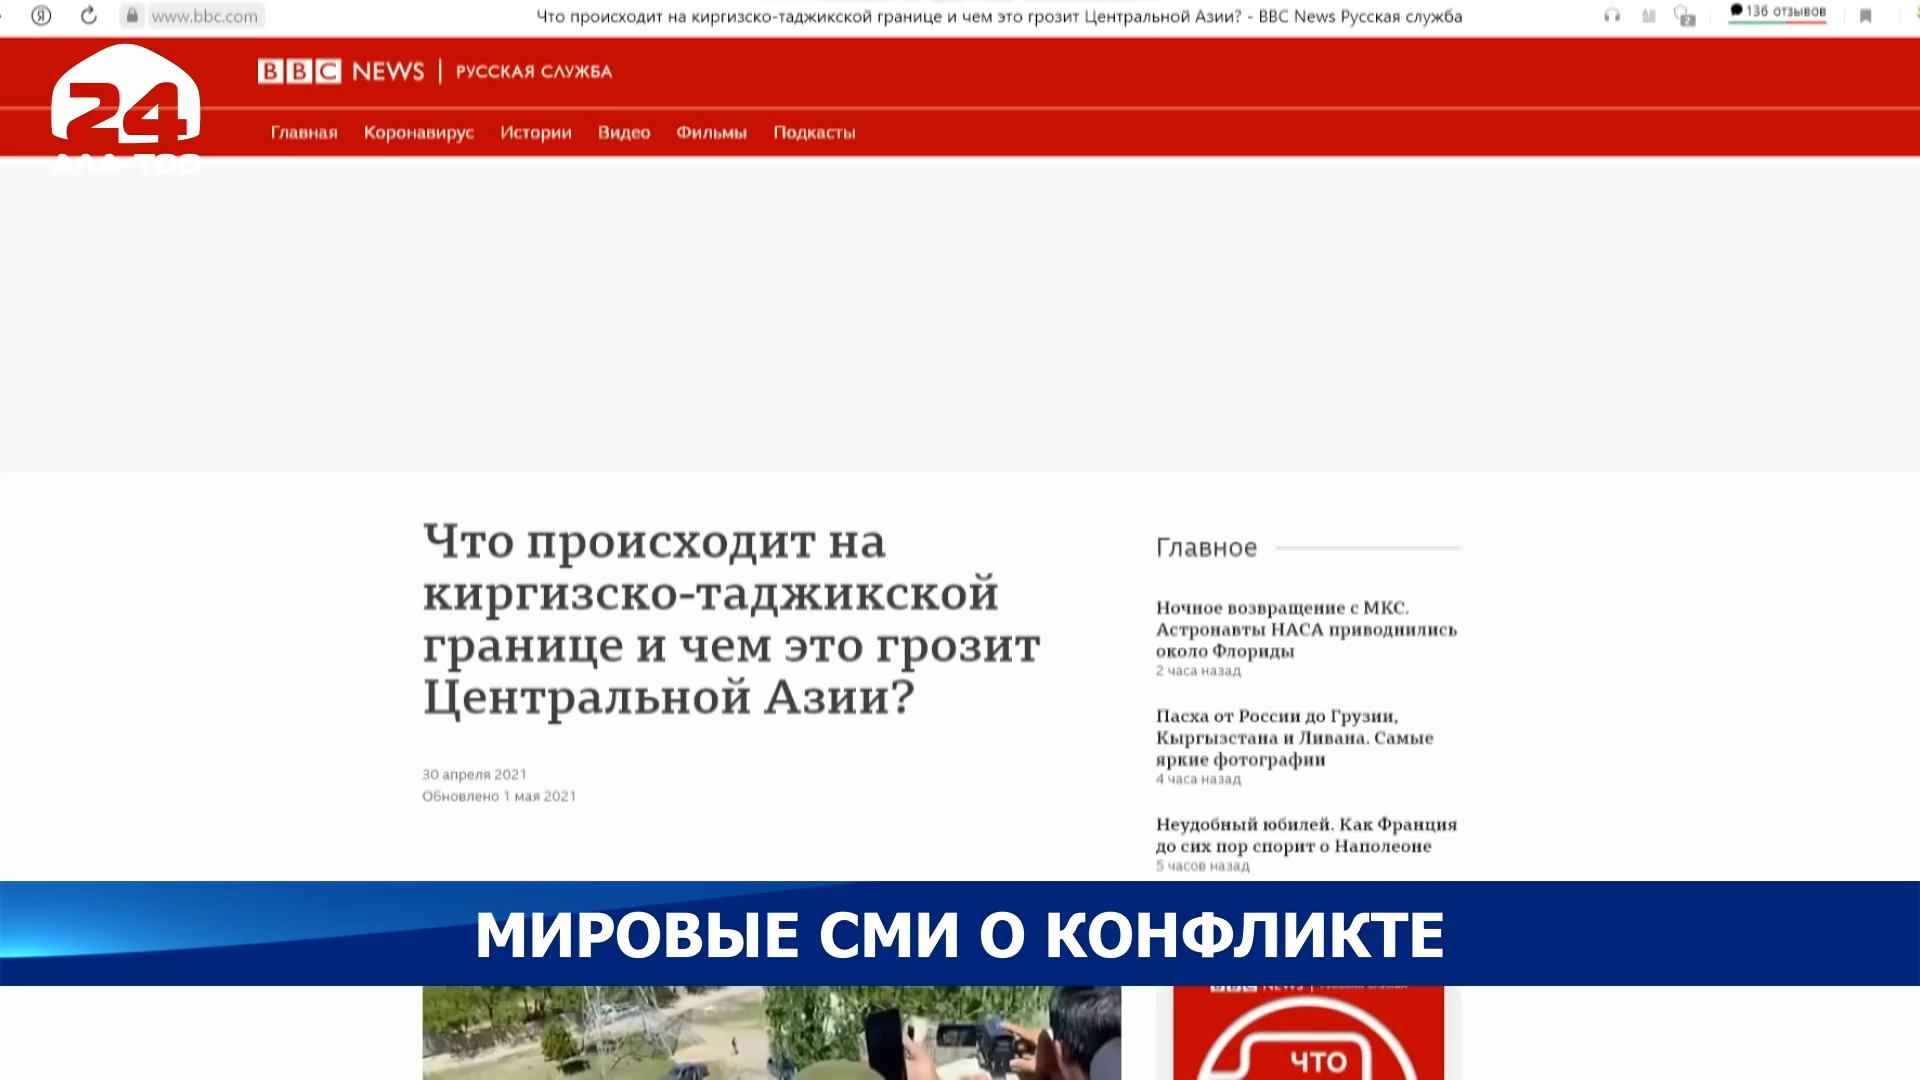 Я
www.bbc.com
Что происходит на киргизско-таджикской границе и чем это грозит Центральной Азии? - BBC News Русская служба
2
136 отзывов
24
АЛА-ТОО
BBC NEWS | РУССКАЯ СЛУЖБА
Главная Коронавирус Истории Видео Фильмы Подкасты
Что происходит на
киргизско-таджикской
границе и чем это грозит
Центральной Азии?
30 апреля 2021
Обновлено 1 мая 2021
Главное
Ночное возвращение с МКС.
Астронавты НАСА приводнились
около Флориды
2 часа назад
Пасха от России до Грузии,
Кыргызстана и Ливана. Самые
яркие фотографии
4 часа назад
Неудобный юбилей. Как Франция
до сих пор спорит о Наполеоне
5 часов назад
МИРОВЫЕ СМИ О КОНФЛИКТЕ
ЧТО